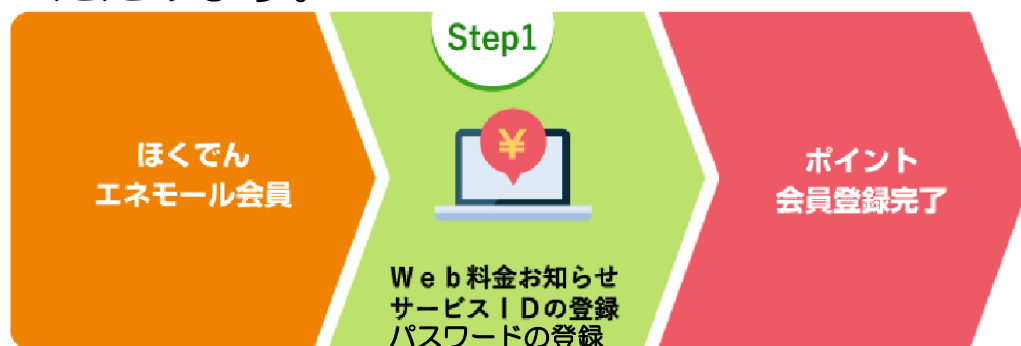 ほくでん
エネモール会員
Step1
¥
Ｗｅｂ料金お知らせ
サービスＩＤの登録
パスワードの登録
ポイント
会員登録完了